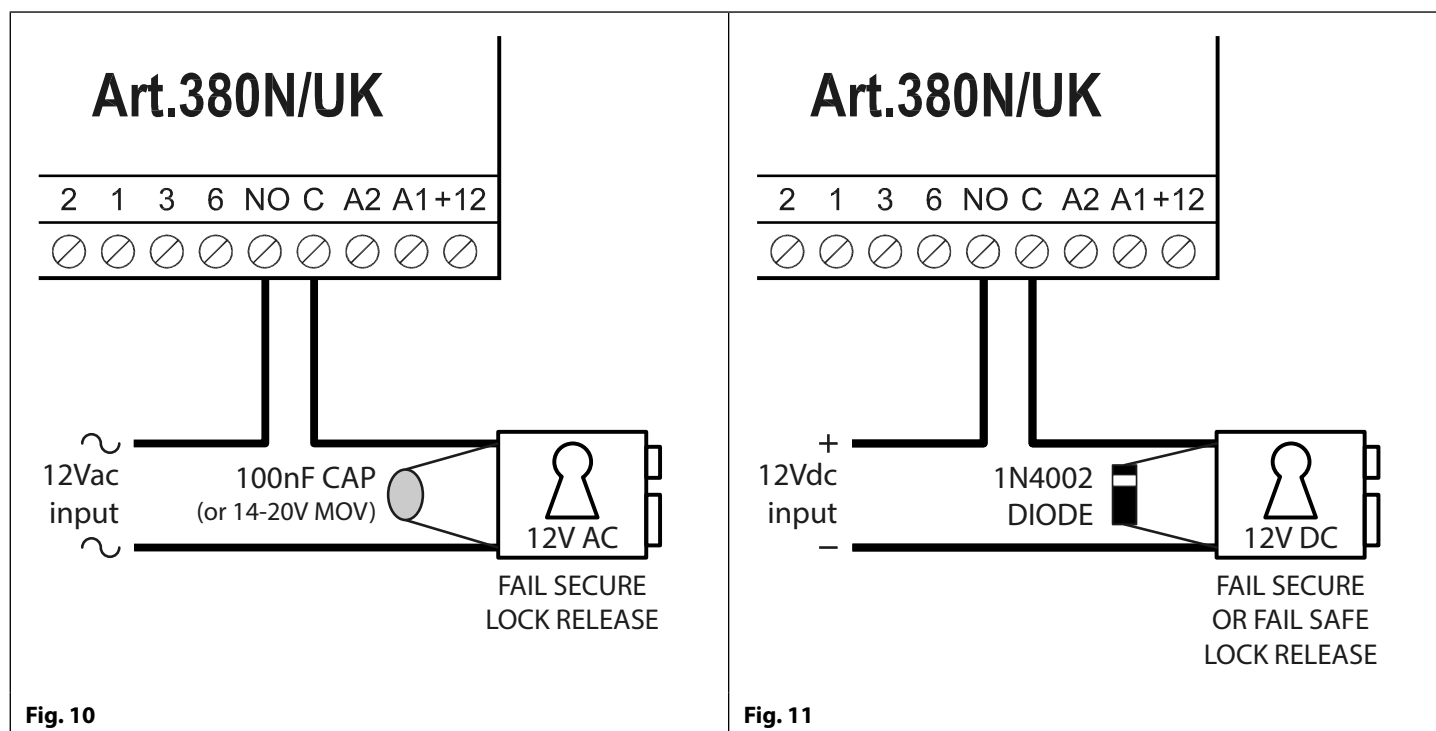 Art.380N/UK
2 1 3 6 NO C A2 A1 +12
12Vac
input
100nF CAP
(or 14-20V MOV)
12V AC
FAIL SECURE
LOCK RELEASE
Fig. 10
Art.380N/UK
2 1 3 6 NO C A2 A1 +12
+
12Vdc
input
–
1N4002
DIODE
12V DC
FAIL SECURE
OR FAIL SAFE
LOCK RELEASE
Fig. 11